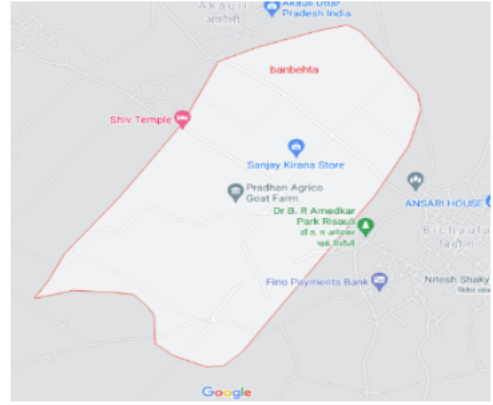 Akauli Uttar
Pradesh India
Akauli
banbehta
Shiv Temple
Sanjay Kirana Store
Pradhan Agrico
Goat Farm
Dr B. R Amedkar
Park Risauli
ANSARI HOUSE
Bichaula
Fino Payments Bank
Nitesh Shaky
Google